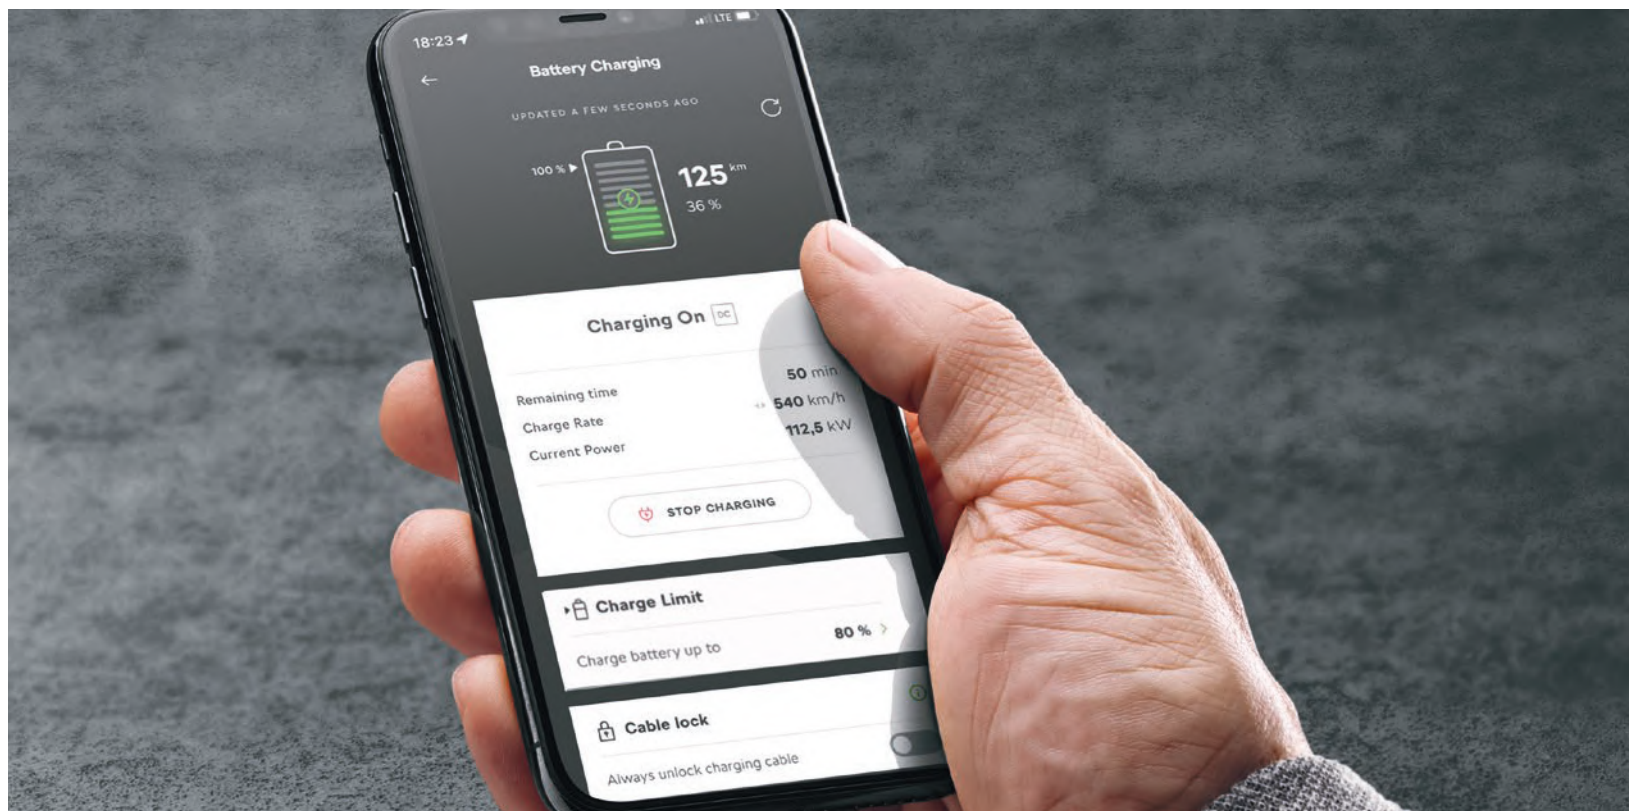 18:23
LTE
Battery Charging
UPDATED A FEW SECONDS AGO
100 %
125 km
36 %
Charging On DC
Remaining time 50 min
Charge Rate 540 km/h
Current Power 112,5 kW
STOP CHARGING
Charge Limit
Charge battery up to 80 %
Cable lock
Always unlock charging cable